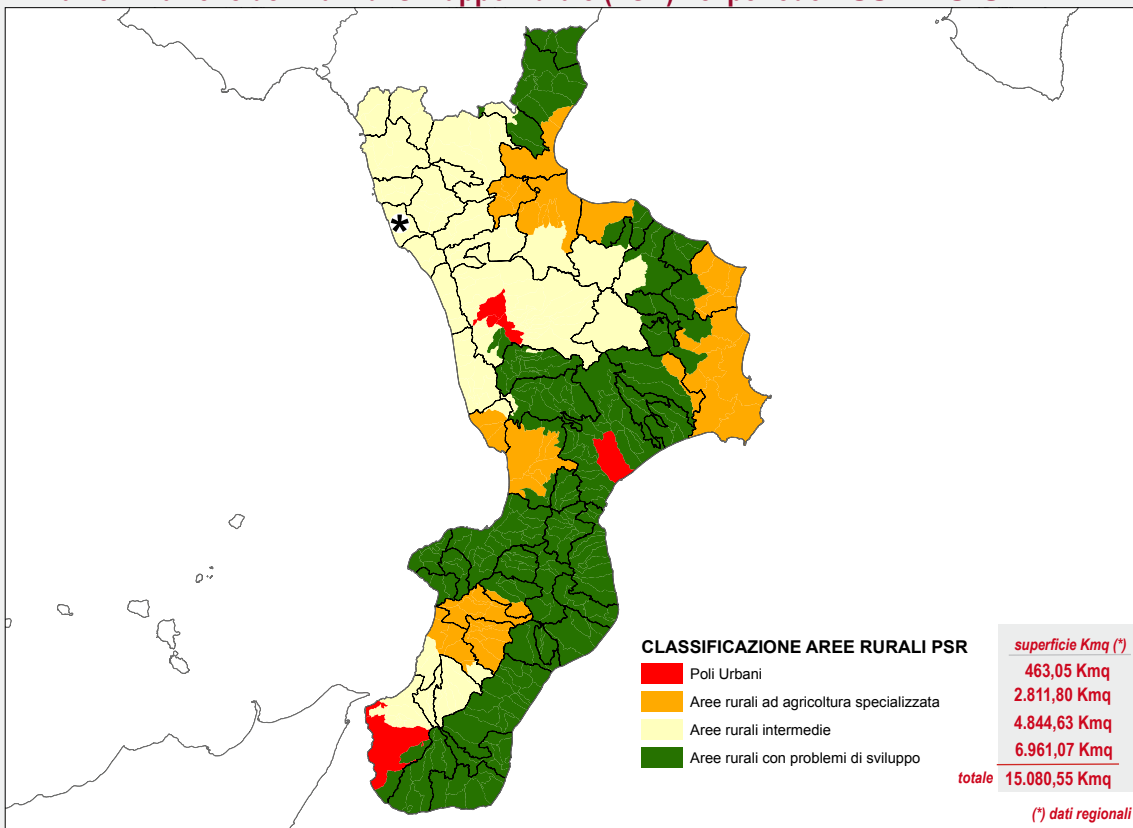 *
CLASSIFICAZIONE AREE RURALI PSR
superficie Kmq (*)
Poli Urbani
463,05 Kmq
Aree rurali ad agricoltura specializzata
2.811,80 Kmq
Aree rurali intermedie
4.844,63 Kmq
Aree rurali con problemi di sviluppo
6.961,07 Kmq
totale 15.080,55 Kmq
(*) dati regionali